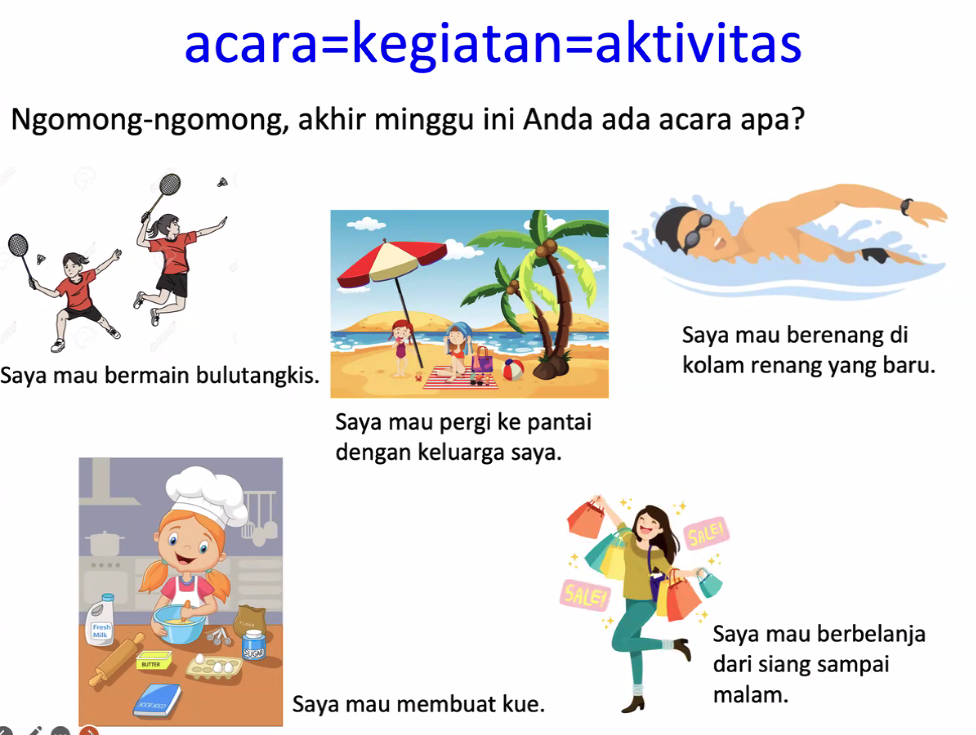 acara=kegiatan=aktivitas
Ngomong-ngomong, akhir minggu ini Anda ada acara apa?
Saya mau bermain bulutangkis.
Saya mau pergi ke pantai
dengan keluarga saya.
Saya mau berenang di
kolam renang yang baru.
Fresh
Milk
BUTTER
SUGAR
Saya mau membuat kue.
SALE!
SALE!
Saya mau berbelanja
dari siang sampai
malam.